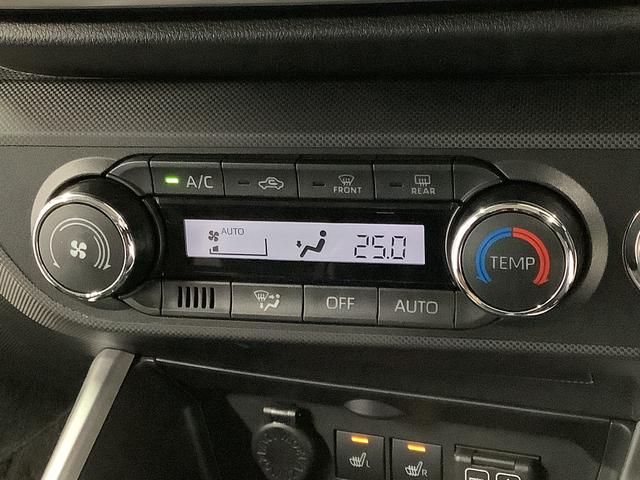 A/C
FRONT
REAR
AUTO
25.0
TEMP
OFF
AUTO
L
R